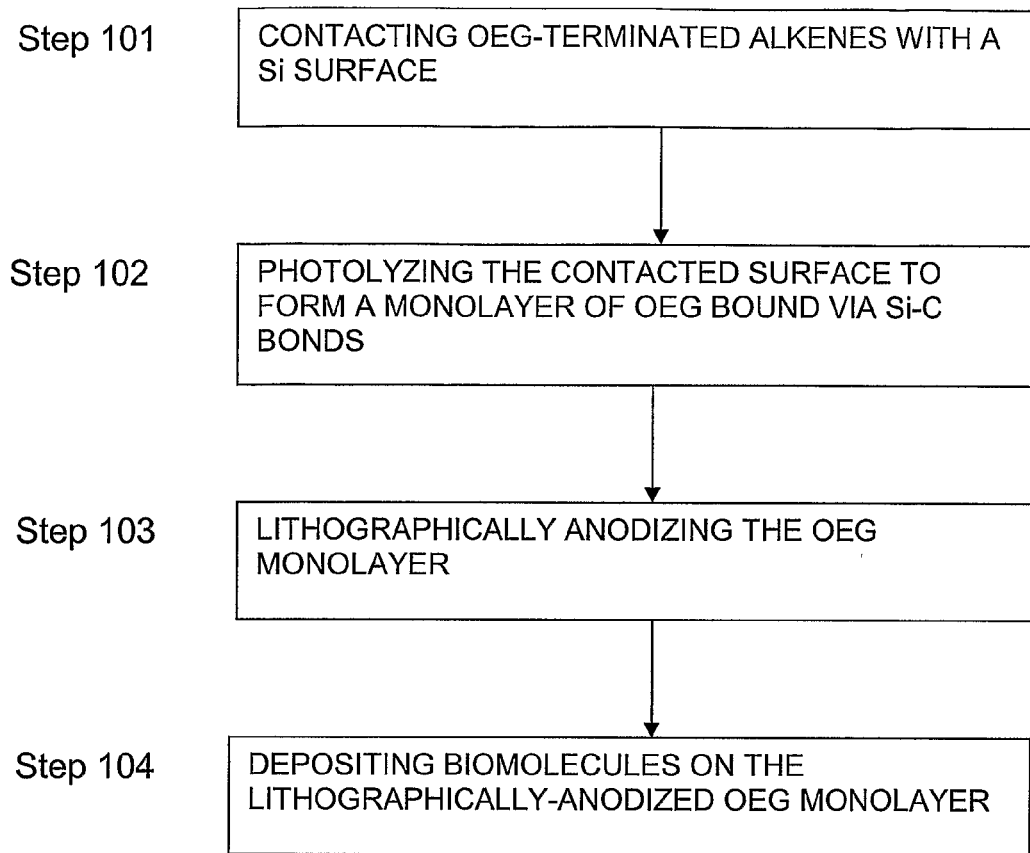 Step 101
CONTACTING OEG-TERMINATED ALKENES WITH A
Si SURFACE
Step 102
PHOTOLYZING THE CONTACTED SURFACE TO
FORM A MONOLAYER OF OEG BOUND VIA Si-C
BONDS
Step 103
LITHOGRAPHICALLY ANODIZING THE OEG
MONOLAYER
Step 104
DEPOSITING BIOMOLECULES ON THE
LITHOGRAPHICALLY-ANODIZED OEG MONOLAYER